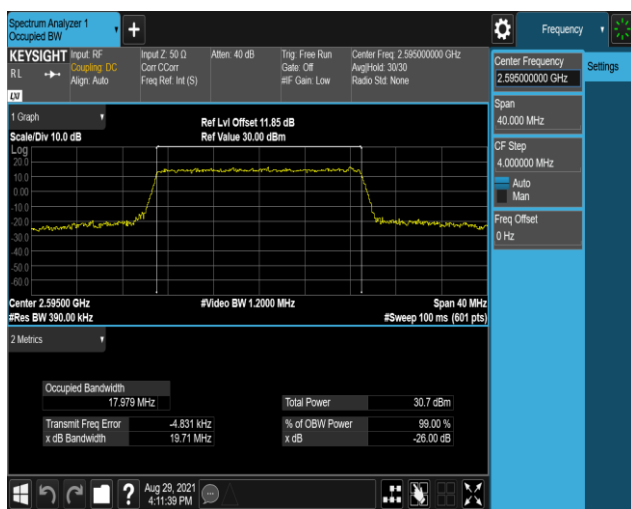 Spectrum Analyzer 1
Occupied BW
+
Frequency
KEYSIGHT
RL
LXI
Input: RF
Coupling: DC
Align: Auto
Input Z: 50 Ω
Corr CCorr
Freq Ref: Int (S)
Atten: 40 dB
Trig: Free Run
Gate: Off
#IF Gain: Low
Center Freq: 2.595000000 GHz
Avg|Hold: 30/30
Radio Std: None
Center Frequency
2.595000000 GHz
Settings
Span
40.000 MHz
CF Step
4.000000 MHz
Auto
Man
Freq Offset
0 Hz
1 Graph
Scale/Div 10.0 dB
Ref Lvl Offset 11.85 dB
Ref Value 30.00 dBm
Log
20.0
10.0
0.00
-10.0
-20.0
-30.0
-40.0
-50.0
-60.0
Center 2.59500 GHz
#Video BW 1.2000 MHz
Span 40 MHz
#Res BW 390.00 kHz
#Sweep 100 ms (601 pts)
2 Metrics
Occupied Bandwidth
17.979 MHz
Total Power 30.7 dBm
Transmit Freq Error -4.831 kHz
% of OBW Power 99.00 %
x dB Bandwidth 19.71 MHz
x dB -26.00 dB
?
Aug 29, 2021
4:11:39 PM